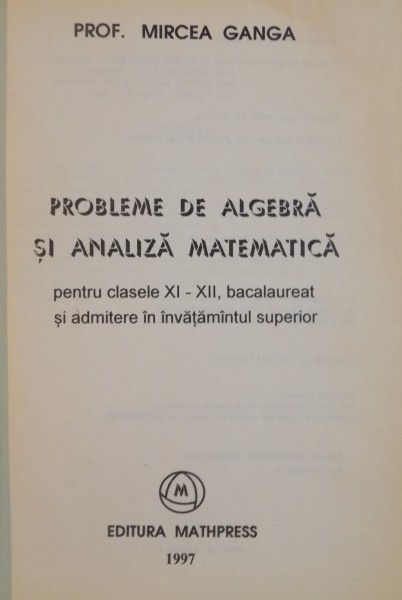 PROF. MIRCEA GANGA
PROBLEME DE ALGEBRĂ
ȘI ANALIZĂ MATEMATICĂ
pentru clasele XI - XII, bacalaureat
și admitere în învățămîntul superior
M
EDITURA MATHPRESS
1997